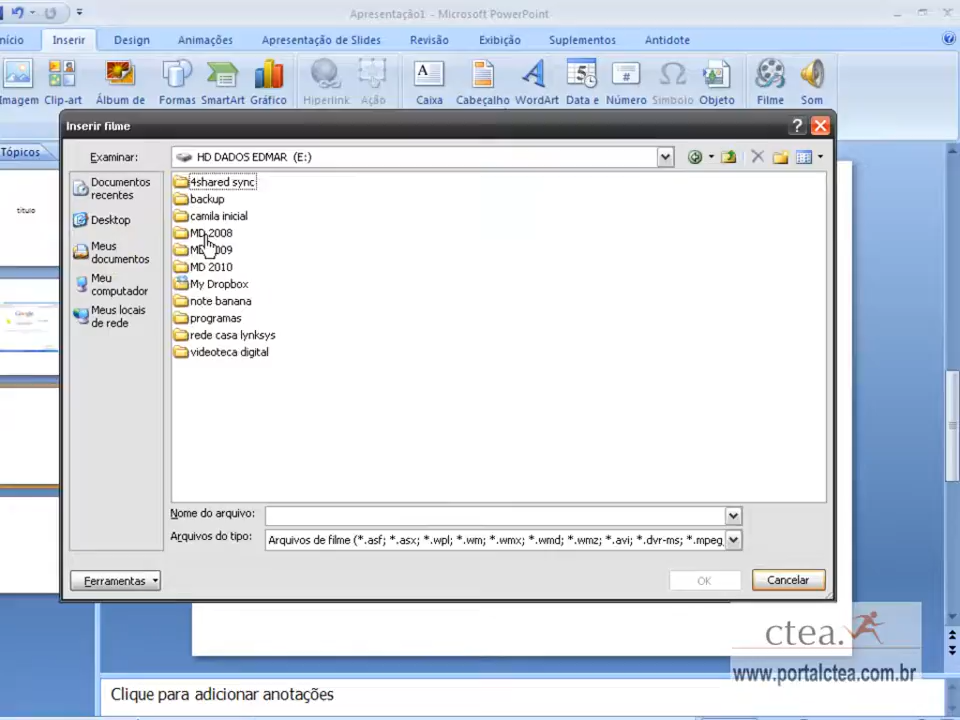 Apresentação1 - Microsoft PowerPoint
nício Inserir Design Animações Apresentação de Slides Revisão Exibição Suplementos Antidote
Imagem Clip-art Álbum de Formas SmartArt Gráfico Hiperlink Ação Caixa Cabeçalho WordArt Data e Número Símbolo Objeto Filme Som
Inserir filme
Tópicos
Examinar: HD DADOS EDMAR (E:)
Documentos recentes
Desktop
Meus documentos
Meu computador
Meus locais de rede
4shared sync
backup
camila inicial
MD 2008
MD 2009
MD 2010
My Dropbox
note banana
programas
rede casa lynksys
videoteca digital
titulo
Google
Nome do arquivo:
Arquivos do tipo: Arquivos de filme (*.asf; *.asx; *.wpl; *.wm; *.wmx; *.wmd; *.wmz; *.avi; *.dvr-ms; *.mpeg
Ferramentas
OK
Cancelar
ctea.
www.portalctea.com.br
Clique para adicionar anotações